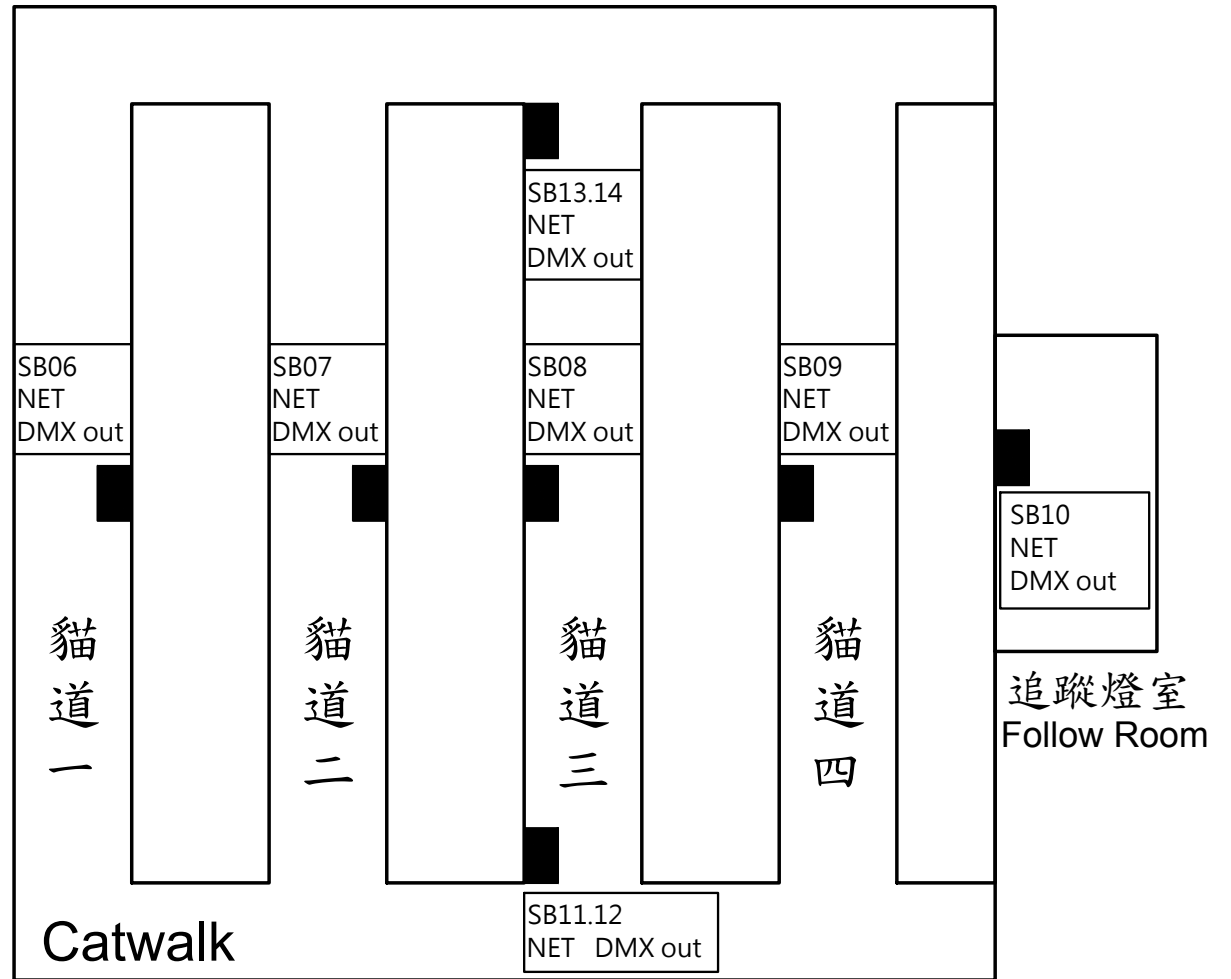 SB13.14
NET
DMX out
SB06
NET
DMX out
SB07
NET
DMX out
SB08
NET
DMX out
SB09
NET
DMX out
SB10
NET
DMX out
貓道一
貓道二
貓道三
貓道四
追蹤燈室
Follow Room
SB11.12
NET DMX out
Catwalk